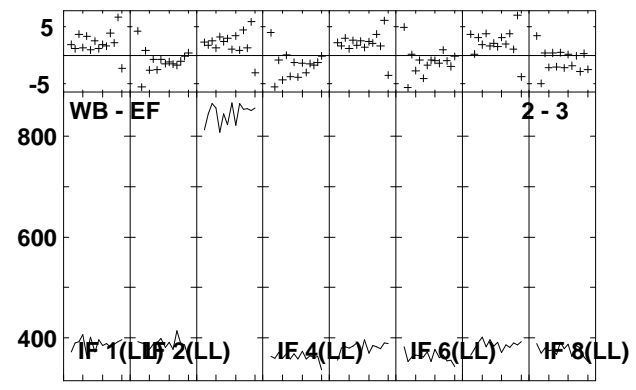 5
-5
WB - EF 2 - 3
800
600
400
IF 1(LL) IF 2(LL) IF 4(LL) IF 6(LL) IF 8(LL)